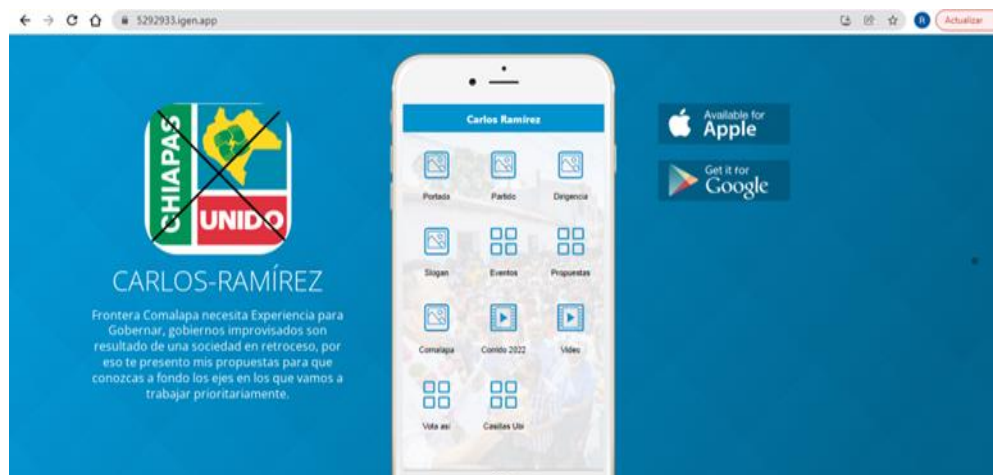 5292933.igen.app
R
Actualizar
CHIAPAS
UNIDO
CARLOS-RAMÍREZ
Frontera Comalapa necesita Experiencia para
Gobernar, gobiernos improvisados son
resultado de una sociedad en retroceso, por
eso te presento mis propuestas para que
conozcas a fondo los ejes en los que vamos a
trabajar prioritariamente.
Carlos Ramírez
Portada Partido Dirigencia
Slogan Eventos Propuestas
Comalapa Corrido 2022 Video
Vota asi Casillas Ubi
Available for
Apple
Get it for
Google